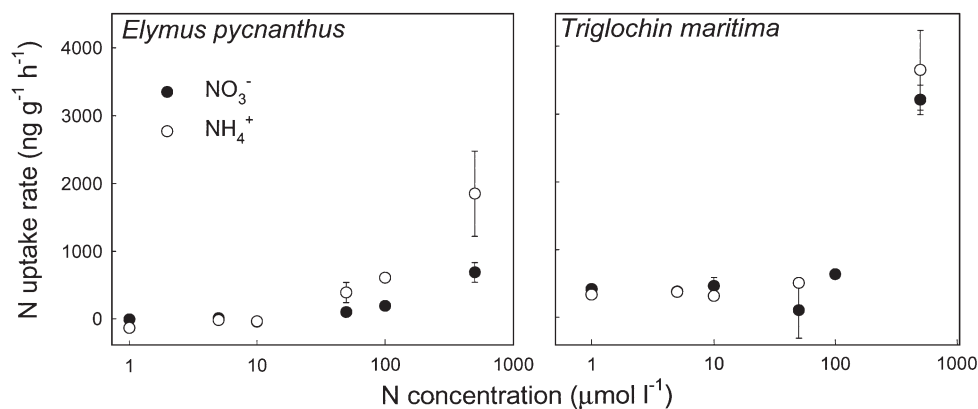 Elymus pycnanthus
Triglochin maritima
NO₃⁻
NH₄⁺
N uptake rate (ng g⁻¹ h⁻¹)
4000
3000
2000
1000
0
1 10 100 1000
1 10 100 1000
N concentration (μmol l⁻¹)